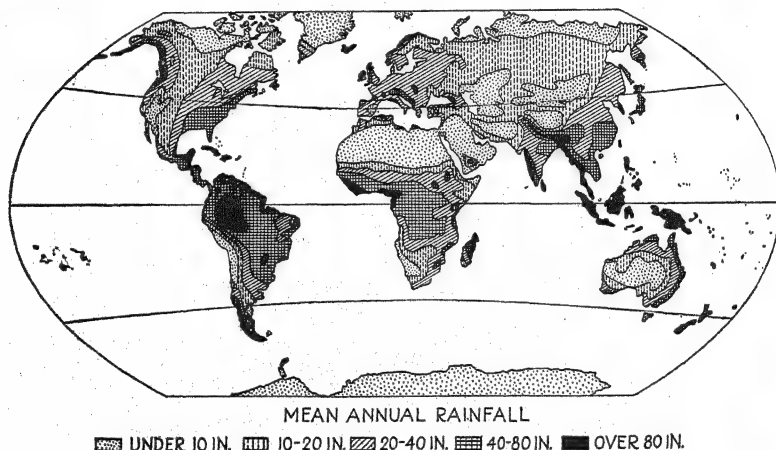 MEAN ANNUAL RAINFALL
UNDER 10 IN. 10-20 IN. 20-40 IN. 40-80 IN. OVER 80 IN.